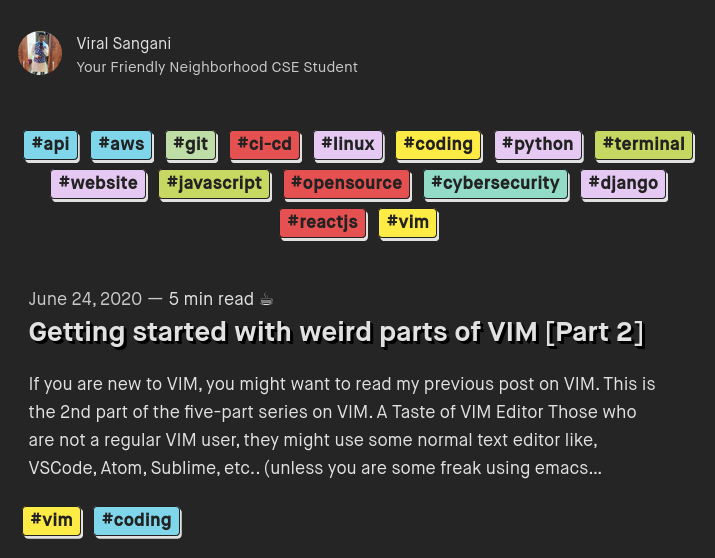 Viral Sangani
Your Friendly Neighborhood CSE Student
#api #aws #git #ci-cd #linux #coding #python #terminal
#website #javascript #opensource #cybersecurity #django
#reactjs #vim
June 24, 2020 — 5 min read ☕
Getting started with weird parts of VIM [Part 2]
If you are new to VIM, you might want to read my previous post on VIM. This is
the 2nd part of the five-part series on VIM. A Taste of VIM Editor Those who
are not a regular VIM user, they might use some normal text editor like,
VSCode, Atom, Sublime, etc.. (unless you are some freak using emacs...
#vim #coding